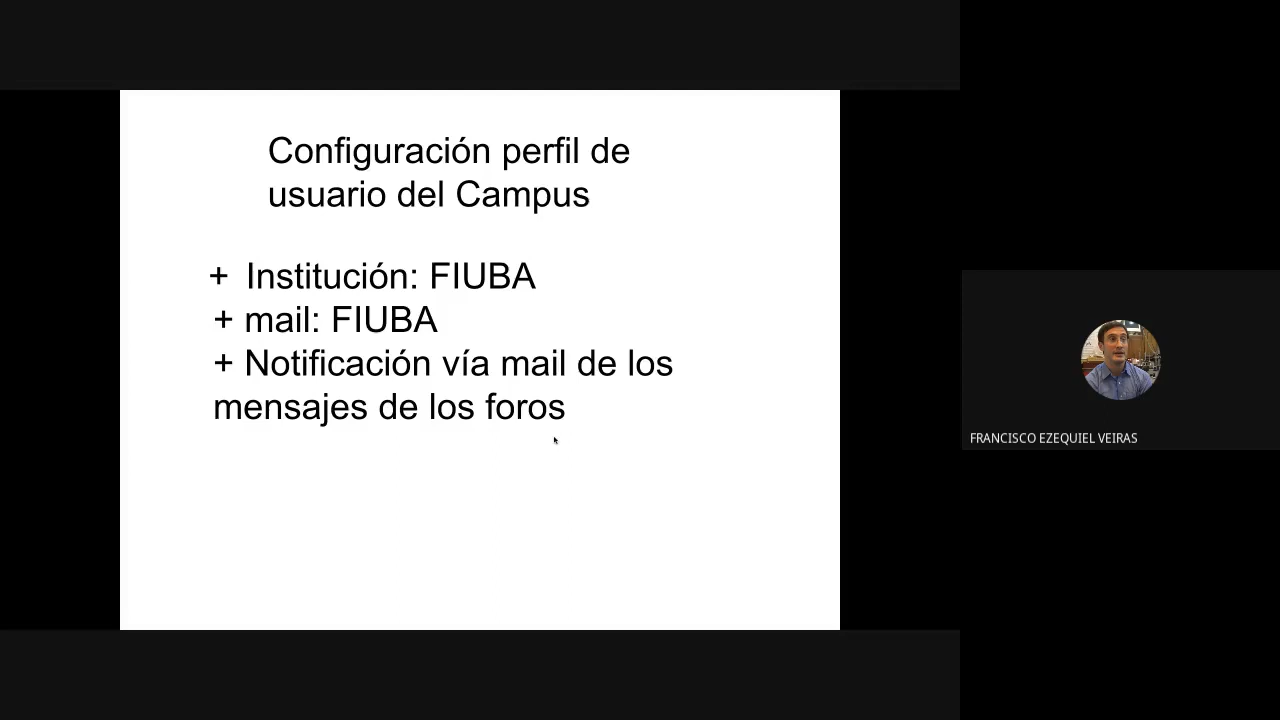 Configuración perfil de
usuario del Campus
+ Institución: FIUBA
+ mail: FIUBA
+ Notificación vía mail de los
mensajes de los foros
FRANCISCO EZEQUIEL VEIRAS